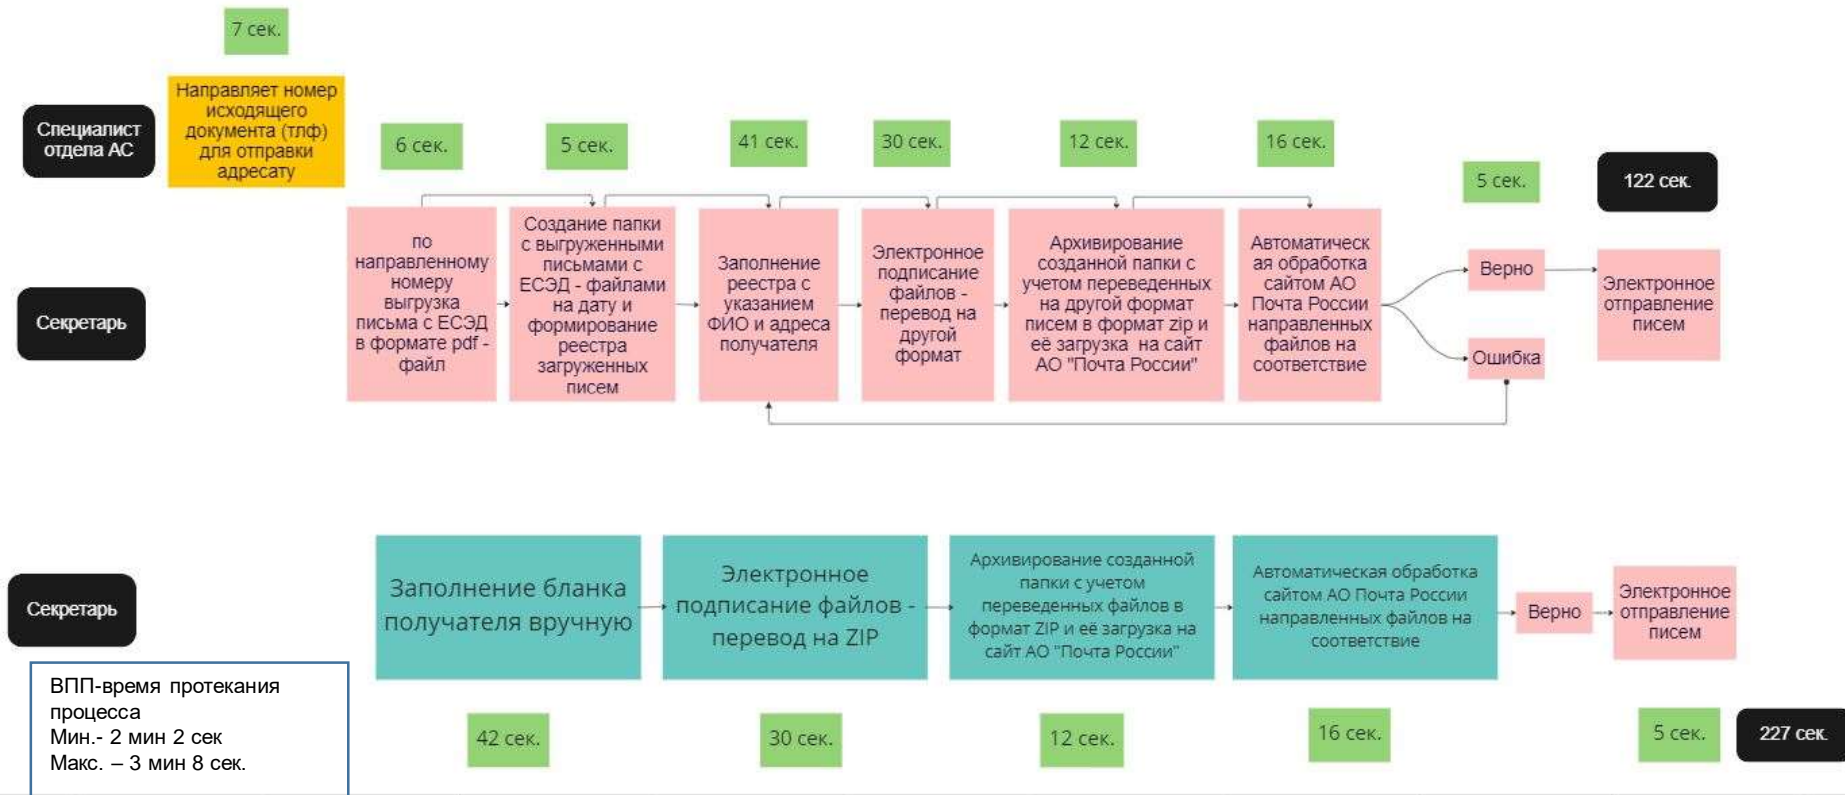 7 сек.
Направляет номер
исходящего
документа (тлф)
для отправки
адресату
Специалист
отдела АС
6 сек.
5 сек.
41 сек.
30 сек.
12 сек.
16 сек.
5 сек.
122 сек.
Секретарь
по
направленному
номеру
выгрузка
письма с ЕСЭД
в формате pdf -
файл
Создание папки
с выгруженными
письмами с
ЕСЭД - файлами
на дату и
формирование
реестра
загруженных
писем
Заполнение
реестра с
указанием
ФИО и адреса
получателя
Электронное
подписание
файлов -
перевод на
другой
формат
Архивирование
созданной папки с
учетом переведенных
на другой формат
писем в формат zip и
её загрузка на сайт
АО "Почта России"
Автоматическ
ая обработка
сайтом АО
Почта России
направленных
файлов на
соответствие
Верно
Ошибка
Электронное
отправление
писем
Секретарь
Заполнение бланка
получателя вручную
Электронное
подписание файлов -
перевод на ZIP
Архивирование созданной
папки с учетом
переведенных файлов в
формат ZIP и её загрузка на
сайт АО "Почта России"
Автоматическая обработка
сайтом АО Почта России
направленных файлов на
соответствие
Верно
Электронное
отправление
писем
ВПП-время протекания
процесса
Мин.- 2 мин 2 сек
Макс. – 3 мин 8 сек.
42 сек.
30 сек.
12 сек.
16 сек.
5 сек.
227 сек.